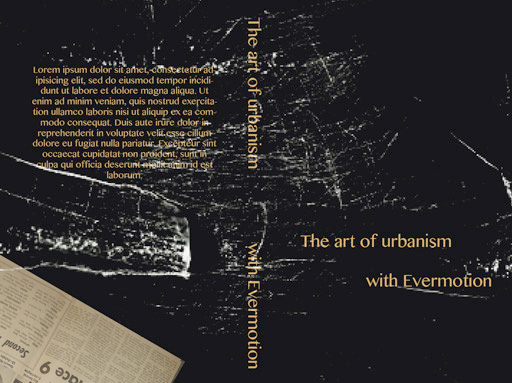 Lorem ipsum dolor sit amet, consectetur ad
ipisicing elit, sed do eiusmod tempor incidi-
dunt ut labore et dolore magna aliqua. Ut
enim ad minim veniam, quis nostrud exercita-
tion ullamco laboris nisi ut aliquip ex ea com-
modo consequat. Duis aute irure dolor in
reprehenderit in voluptate velit esse cillum
dolore eu fugiat nulla pariatur. Excepteur sint
occaecat cupidatat non proident, sunt in
culpa qui officia deserunt mollit anim id est
laborum.
The art of urbanism
with Evermotion
The art of urbanism
with Evermotion
Second
lace 9